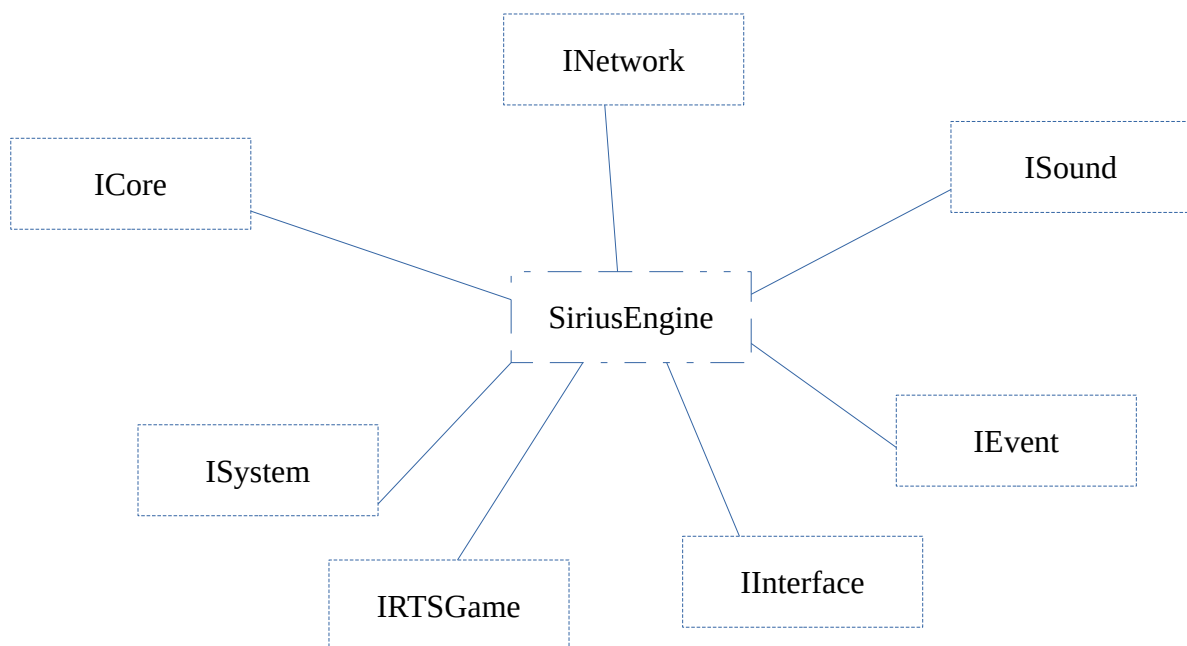 INetwork
ISound
ICore
SiriusEngine
IEvent
ISystem
IInterface
IRTSGame